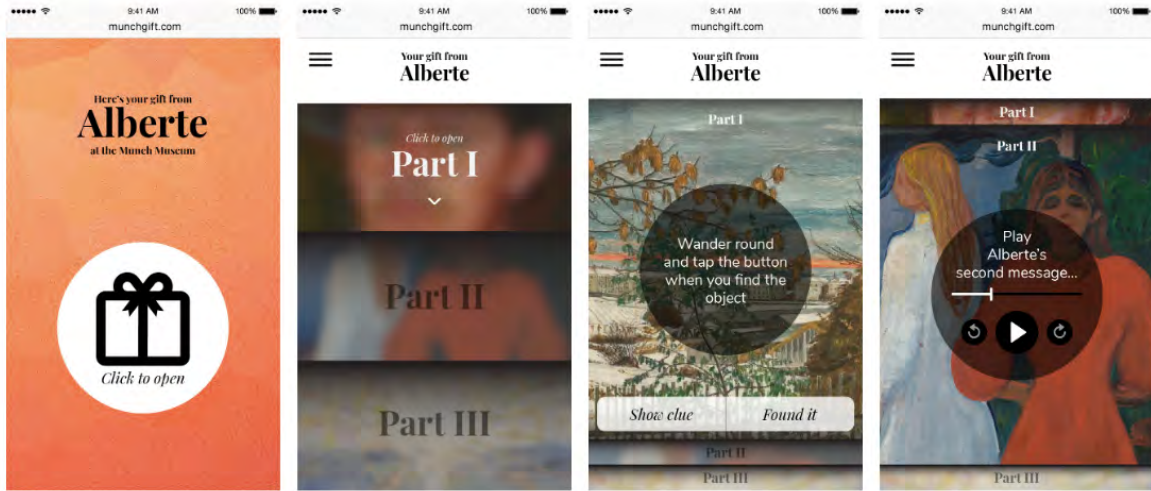 9:41 AM
100%
munchgift.com
Here's your gift from
Alberte
at the Munch Museum
Click to open
9:41 AM
100%
munchgift.com
Your gift from
Alberte
Click to open
Part I
Part II
Part III
9:41 AM
100%
munchgift.com
Your gift from
Alberte
Part I
Wander round
and tap the button
when you find the
object
Show clue
Found it
Part II
Part III
9:41 AM
100%
munchgift.com
Your gift from
Alberte
Part I
Part II
Play
Alberte's
second message...
Part III